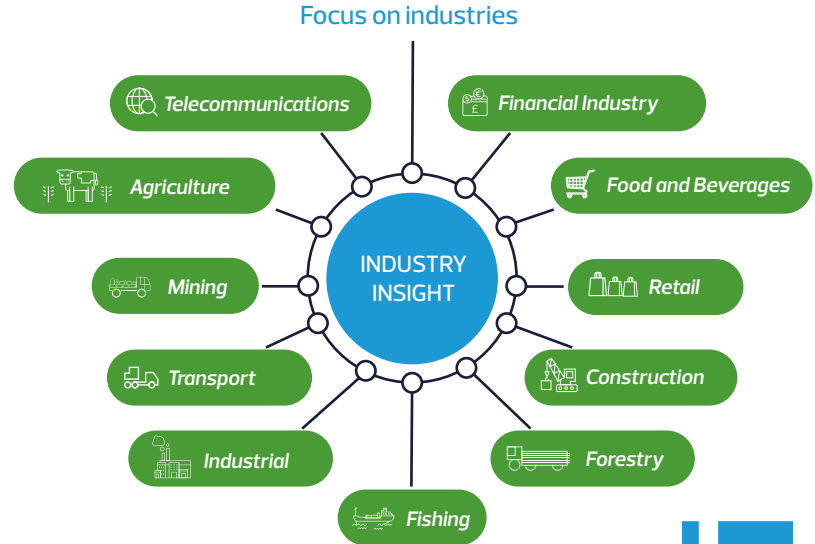 Focus on industries
Telecommunications
Financial Industry
Agriculture
Food and Beverages
INDUSTRY
INSIGHT
Mining
Retail
Transport
Construction
Industrial
Forestry
Fishing